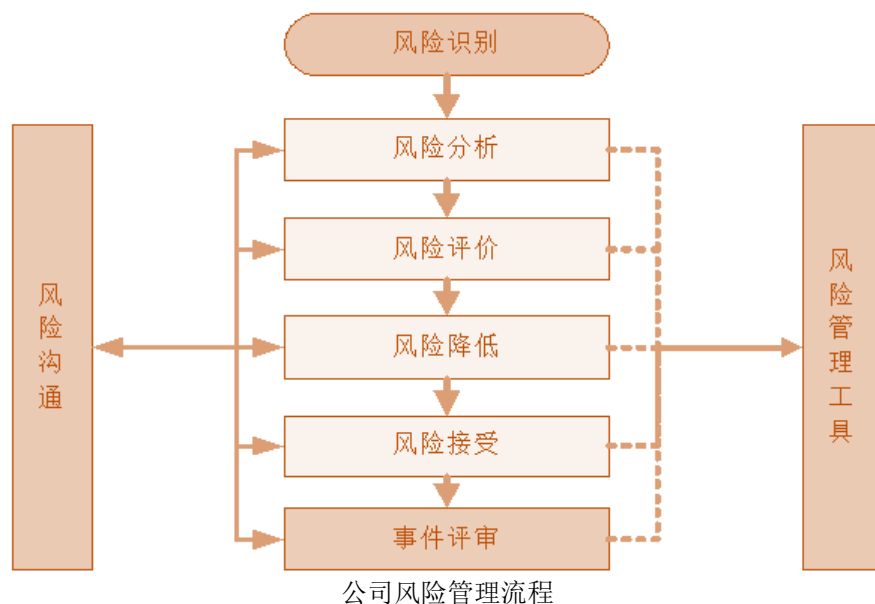 风险识别
风险分析
风险评价
风险降低
风险接受
事件评审
风险沟通
风险管理工具
公司风险管理流程